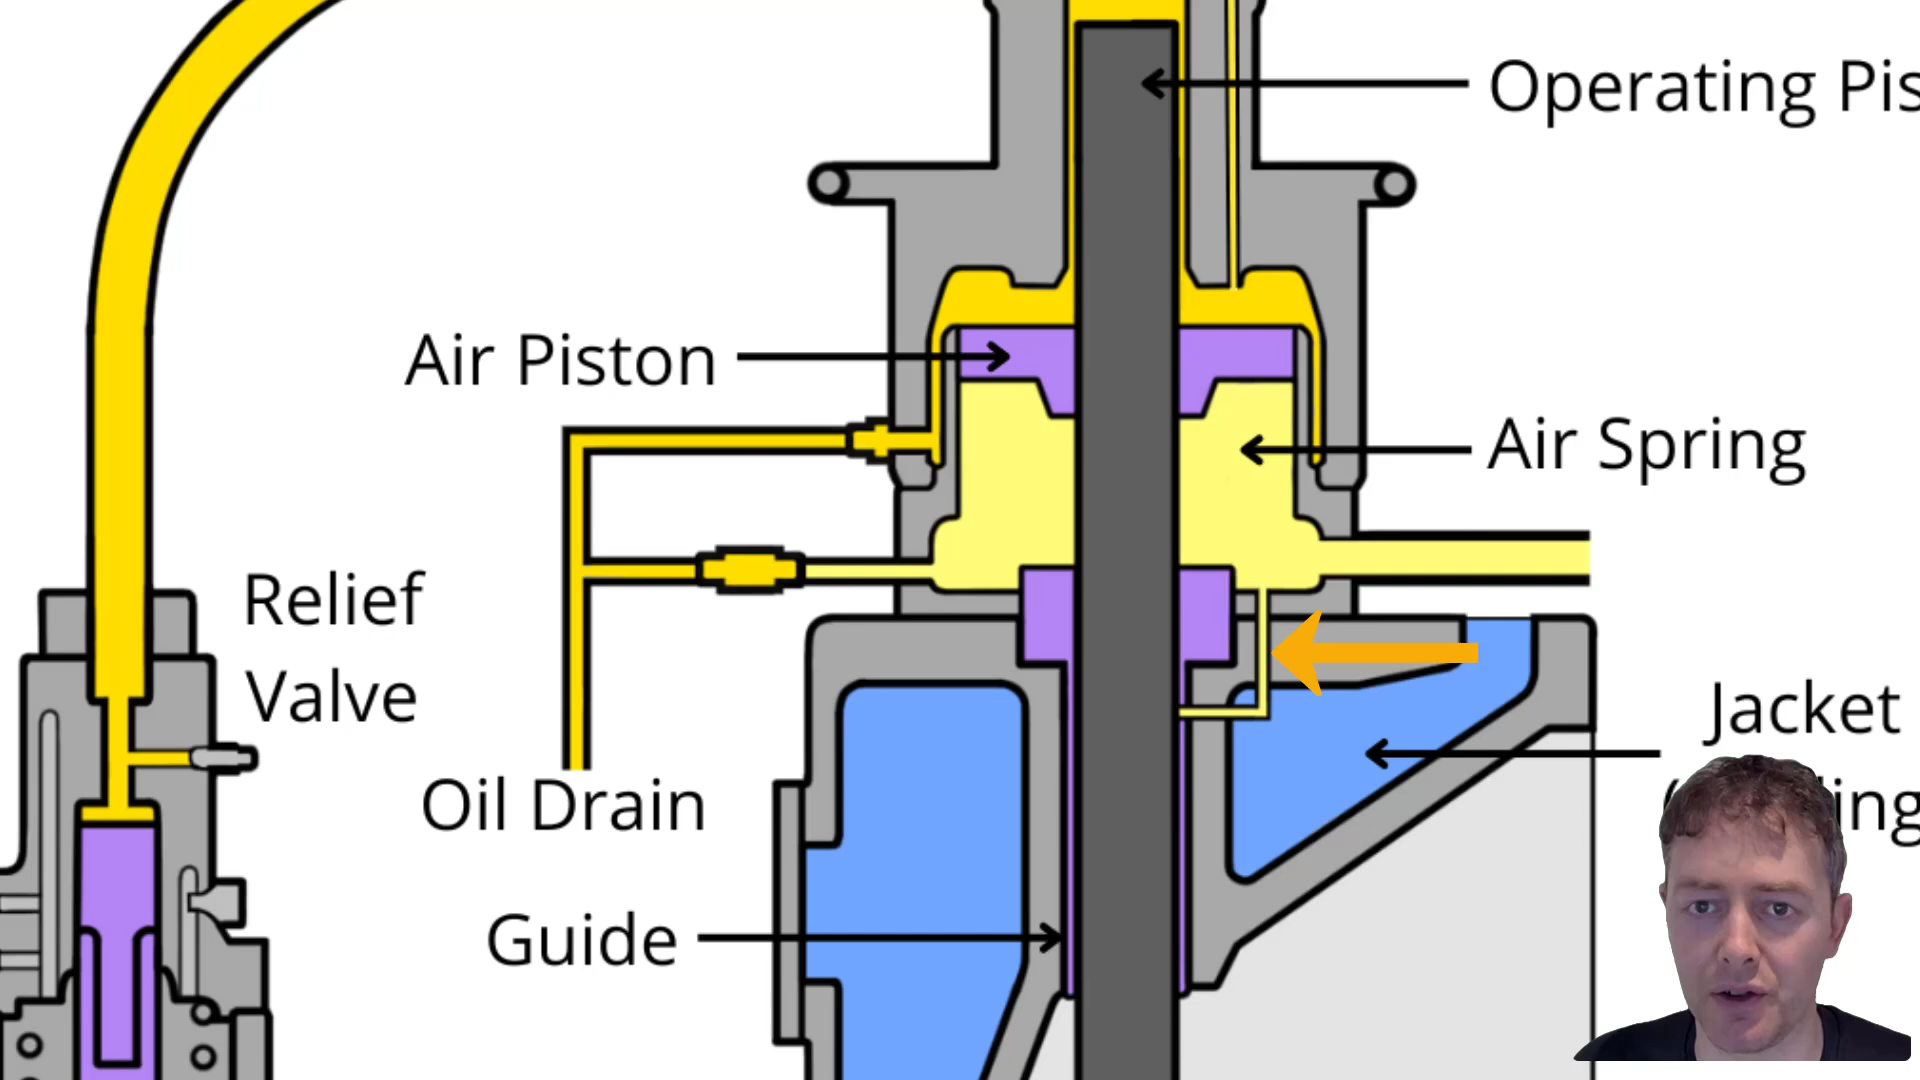 Operating Pis
Air Piston
Air Spring
Relief
Valve
Jacket
Oil Drain
Guide